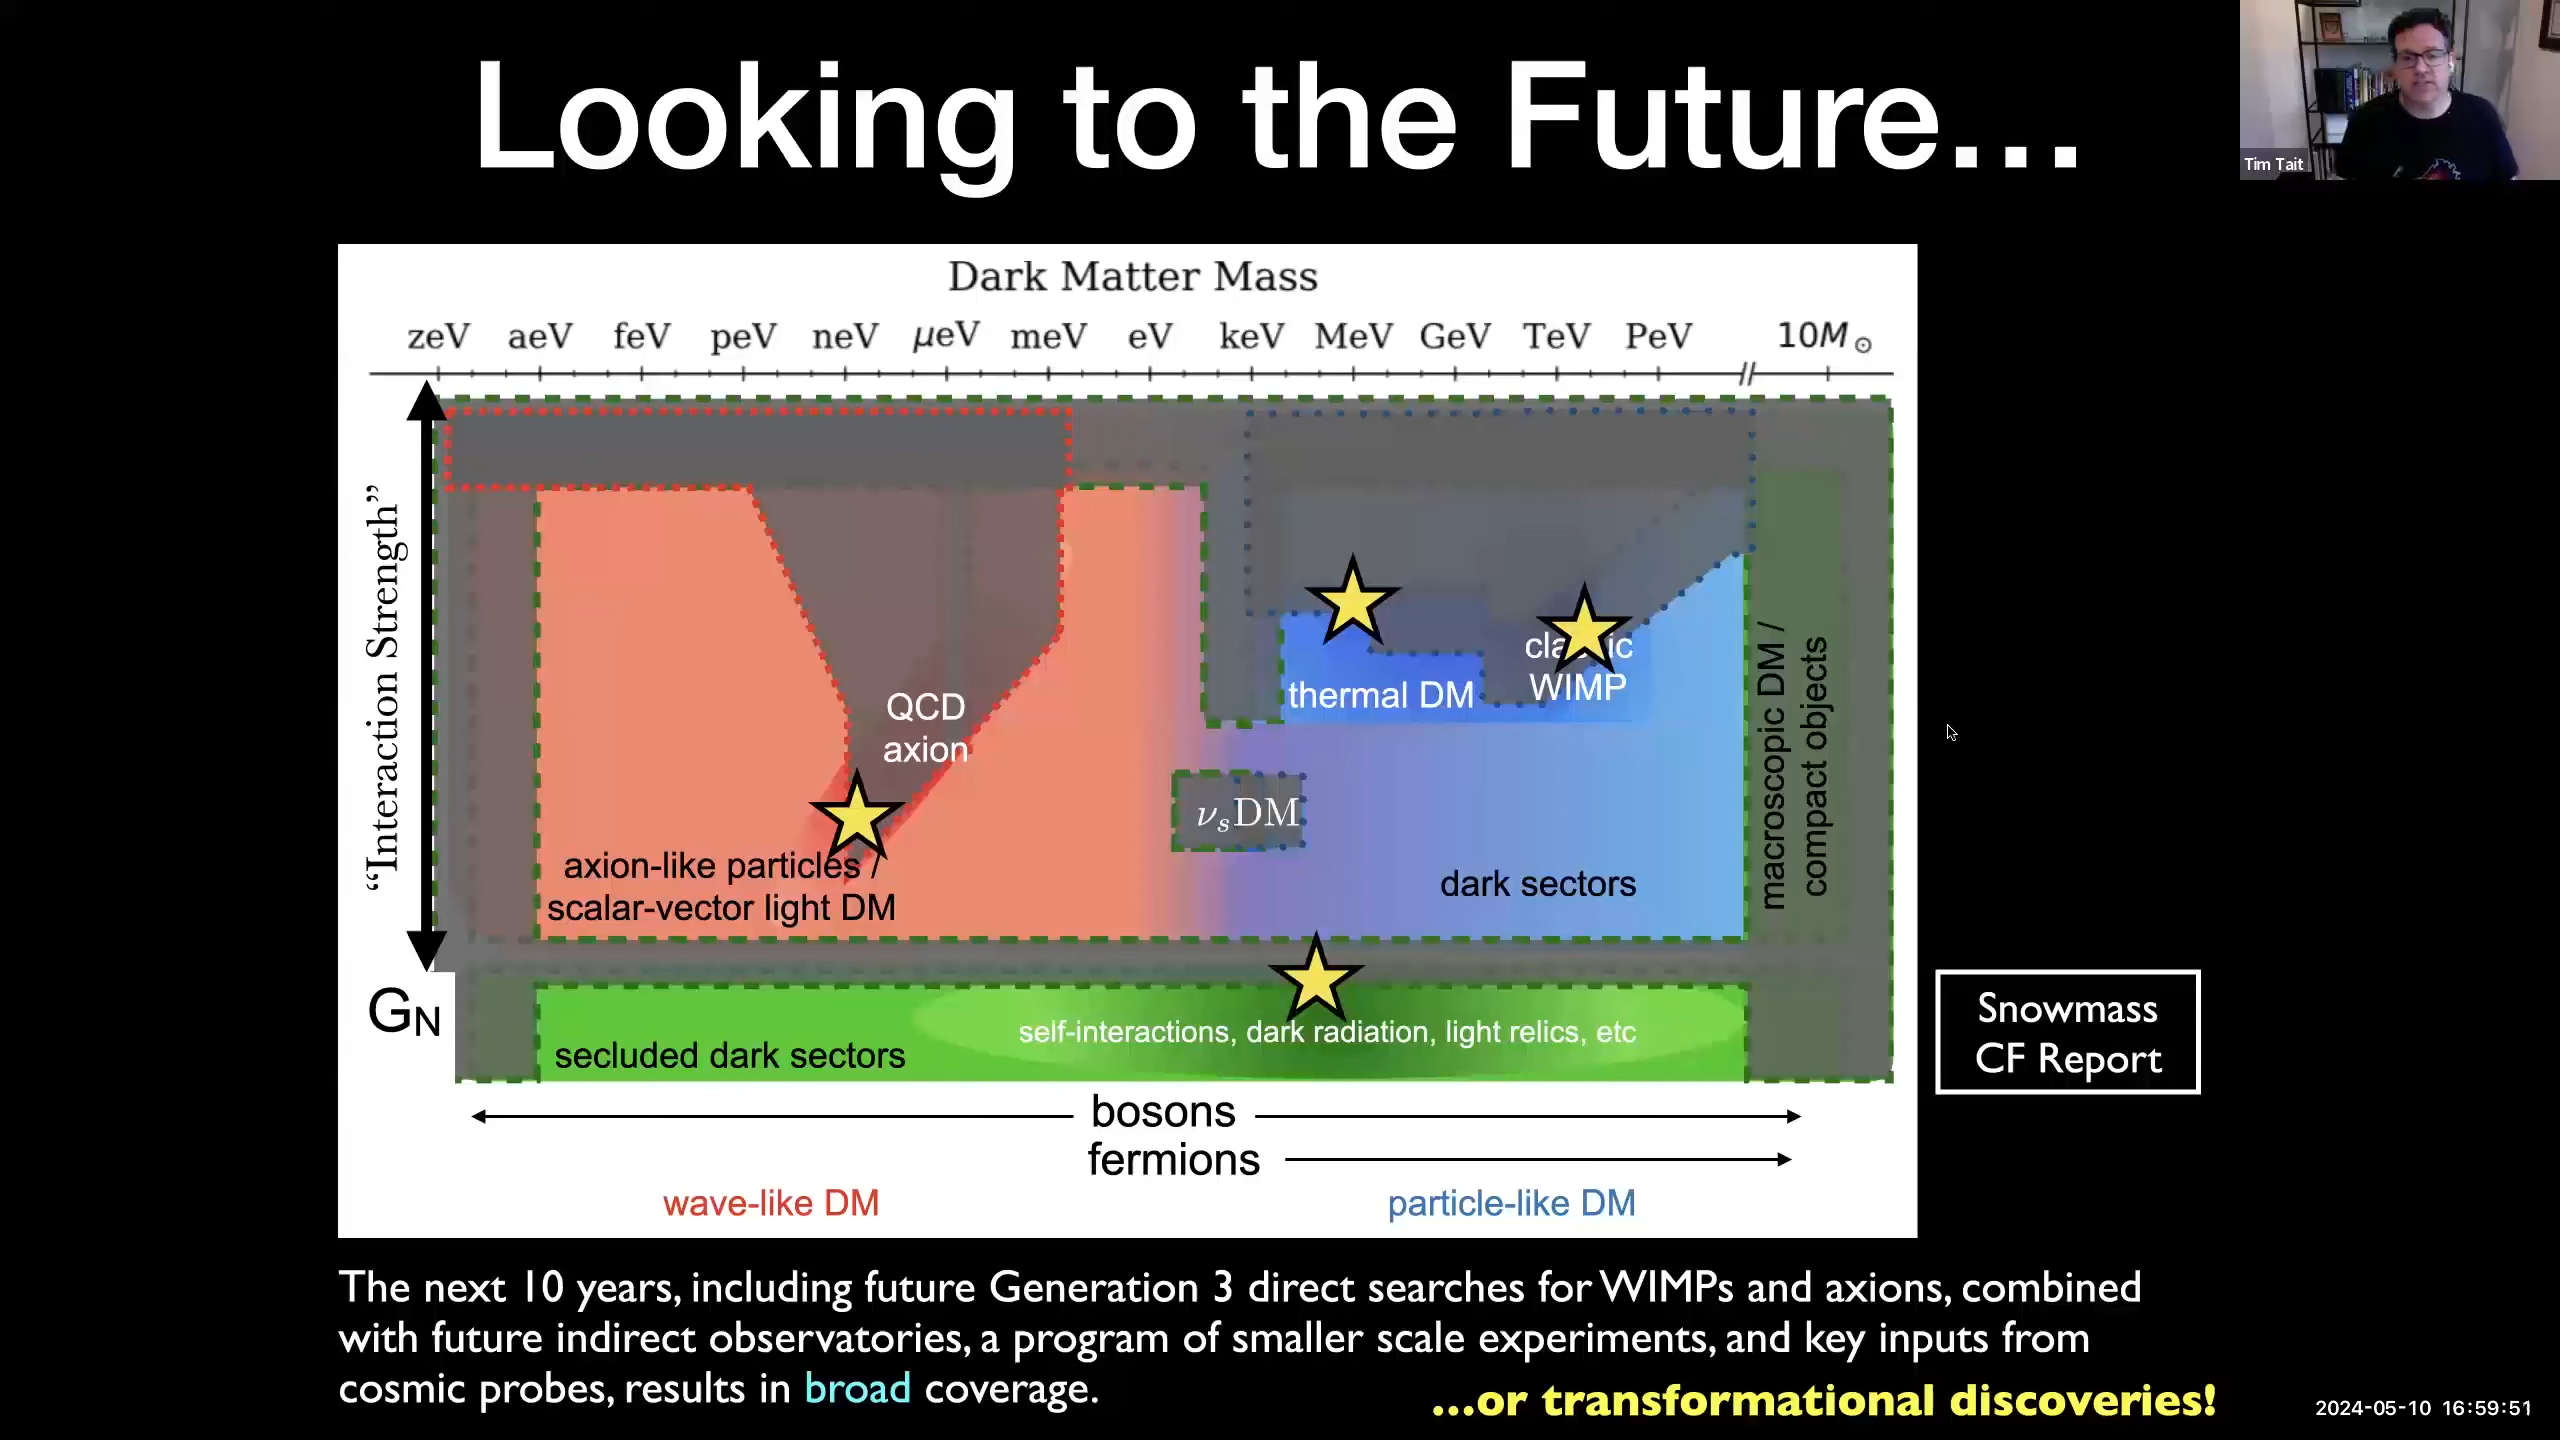 Looking to the Future...
Tim Tait
Dark Matter Mass
zeV aeV feV peV neV μeV meV eV keV MeV GeV TeV PeV 10M⊙
“Interaction Strength”
QCD
axion
thermal DM
WIMP
νsDM
axion-like particles /
scalar-vector light DM
dark sectors
macroscopic DM /
compact objects
GN
self-interactions, dark radiation, light relics, etc
secluded dark sectors
bosons
fermions
wave-like DM
particle-like DM
Snowmass
CF Report
The next 10 years, including future Generation 3 direct searches for WIMPs and axions, combined
with future indirect observatories, a program of smaller scale experiments, and key inputs from
cosmic probes, results in broad coverage.
...or transformational discoveries!
2024-05-10 16:59:51